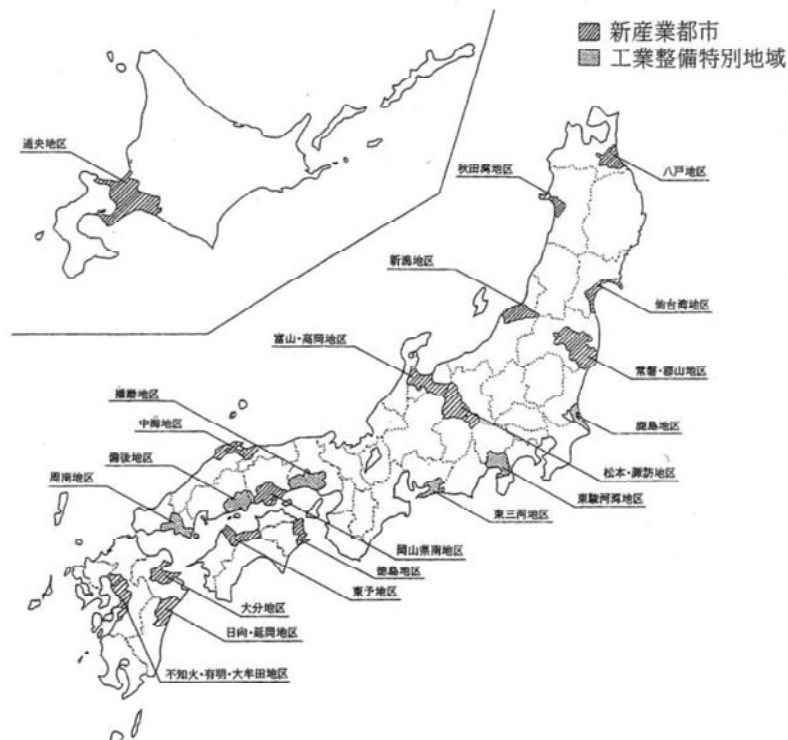 新産業都市
工業整備特別地域
道央地区
八戸地区
秋田潟地区
新潟地区
仙台湾地区
富山・高岡地区
常磐・郡山地区
播磨地区
鹿島地区
中海地区
備後地区
松本・諏訪地区
周南地区
東駿河湾地区
東三河地区
岡山県南地区
徳島地区
東予地区
大分地区
日向・延岡地区
不知火・有明・大牟田地区